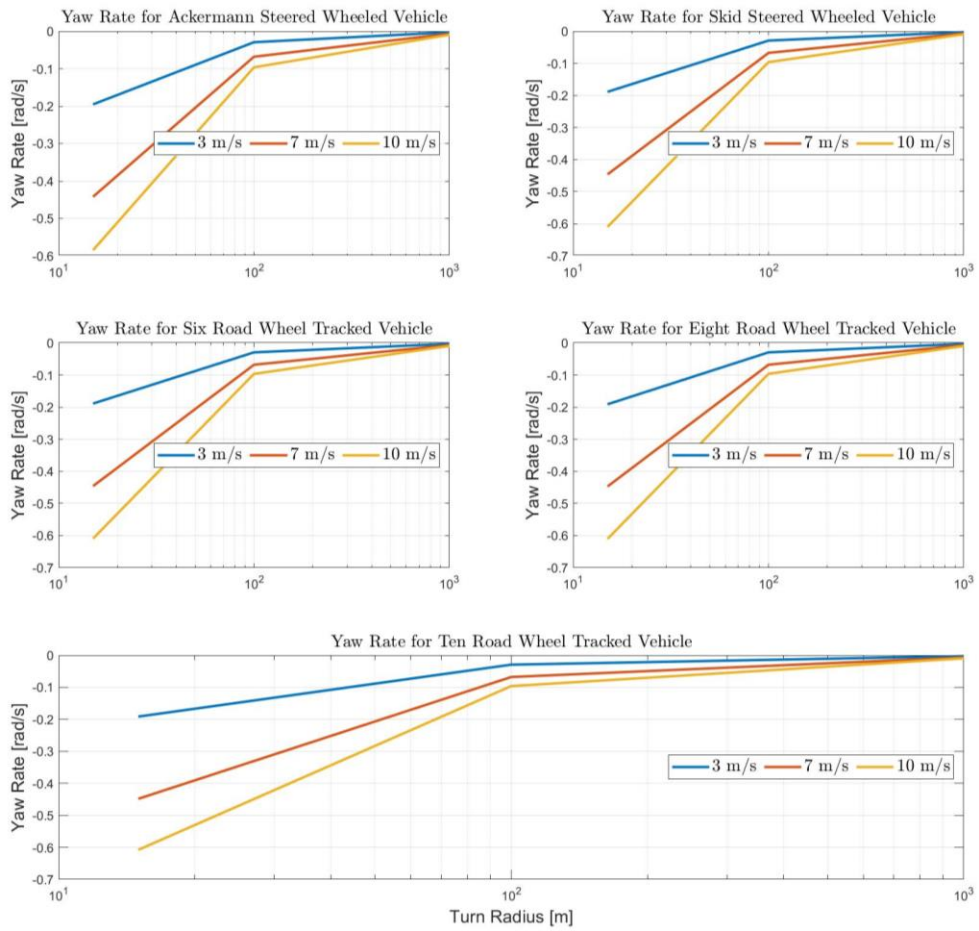 Yaw Rate for Ackermann Steered Wheeled Vehicle
Yaw Rate [rad/s]
0
-0.1
-0.2
-0.3
-0.4
-0.5
-0.6
3 m/s 7 m/s 10 m/s
10^1 10^2 10^3
Yaw Rate for Skid Steered Wheeled Vehicle
Yaw Rate [rad/s]
0
-0.1
-0.2
-0.3
-0.4
-0.5
-0.6
-0.7
3 m/s 7 m/s 10 m/s
10^1 10^2 10^3
Yaw Rate for Six Road Wheel Tracked Vehicle
Yaw Rate [rad/s]
0
-0.1
-0.2
-0.3
-0.4
-0.5
-0.6
-0.7
3 m/s 7 m/s 10 m/s
10^1 10^2 10^3
Yaw Rate for Eight Road Wheel Tracked Vehicle
Yaw Rate [rad/s]
0
-0.1
-0.2
-0.3
-0.4
-0.5
-0.6
-0.7
3 m/s 7 m/s 10 m/s
10^1 10^2 10^3
Yaw Rate for Ten Road Wheel Tracked Vehicle
Yaw Rate [rad/s]
0
-0.1
-0.2
-0.3
-0.4
-0.5
-0.6
-0.7
3 m/s 7 m/s 10 m/s
10^1 10^2 10^3
Turn Radius [m]